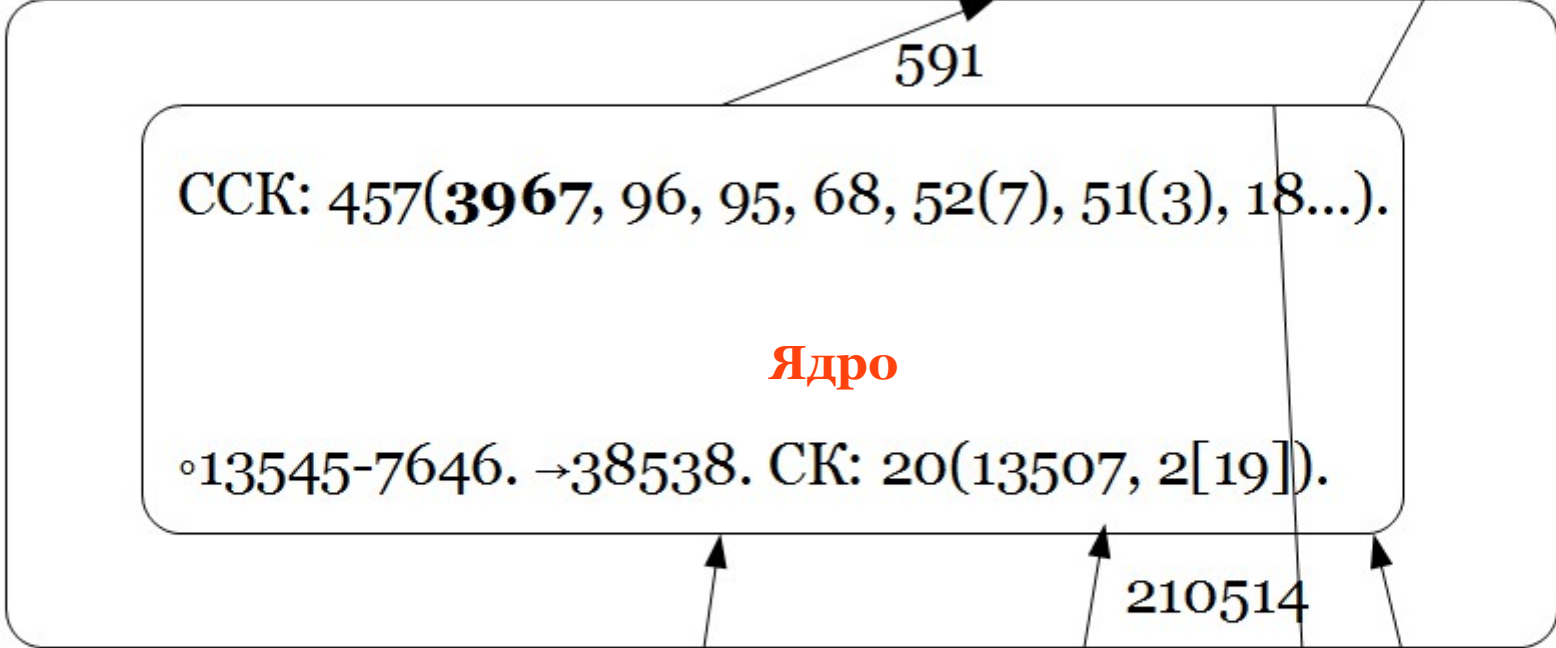 591
ССК: 457(3967, 96, 95, 68, 52(7), 51(3), 18...).
Ядро
◦13545-7646. →38538. СК: 20(13507, 2[19]).
210514